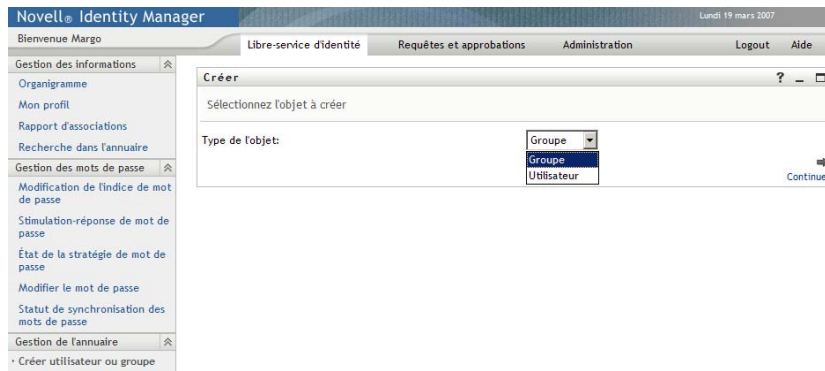 Novell® Identity Manager
Lundi 19 mars 2007
Bienvenue Margo
Libre-service d'identité
Requêtes et approbations
Administration
Logout
Aide
Gestion des informations
Organigramme
Mon profil
Rapport d'associations
Recherche dans l'annuaire
Gestion des mots de passe
Modification de l'indice de mot
de passe
Stimulation-réponse de mot de
passe
État de la stratégie de mot de
passe
Modifier le mot de passe
Statut de synchronisation des
mots de passe
Gestion de l'annuaire
· Créer utilisateur ou groupe
Créer
?
Sélectionnez l'objet à créer
Type de l'objet:
Groupe
Groupe
Utilisateur
Continue